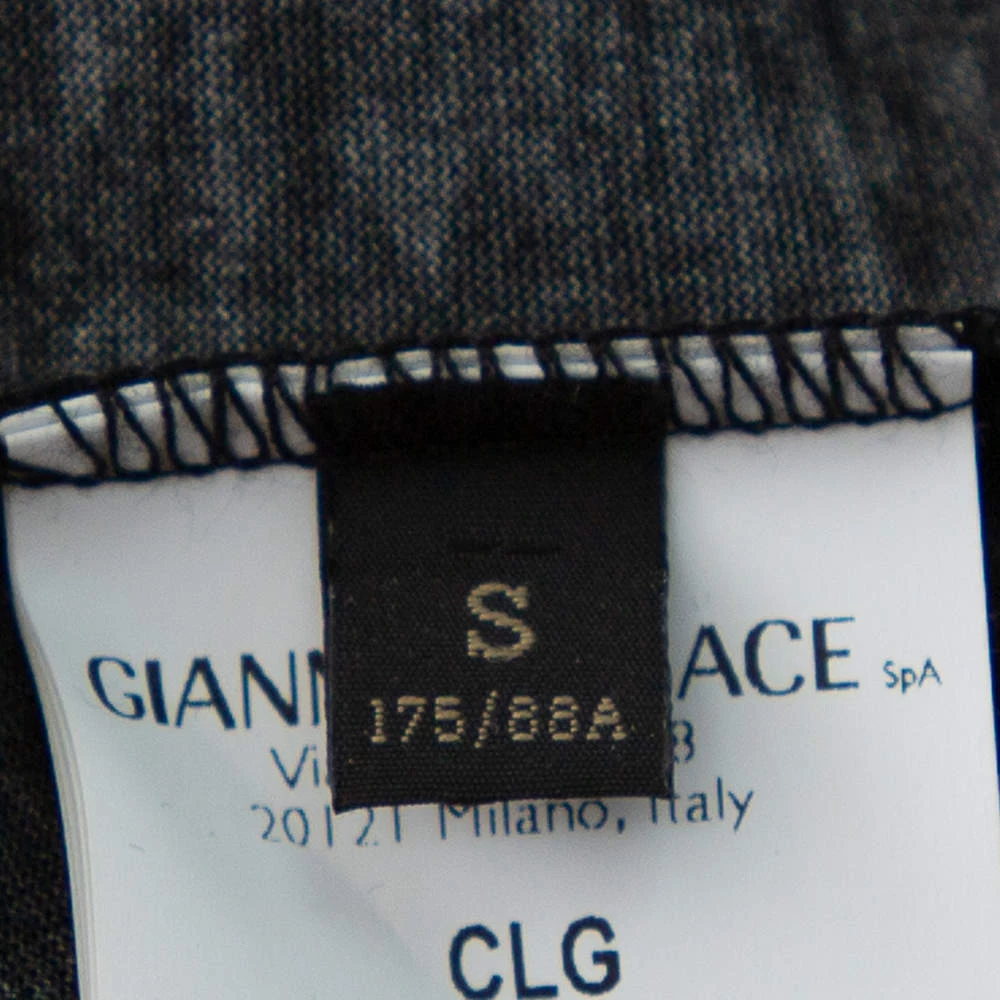 S
175/88A
GIANN ACE SpA
Vi 3
20121 Milano, Italy
CLG